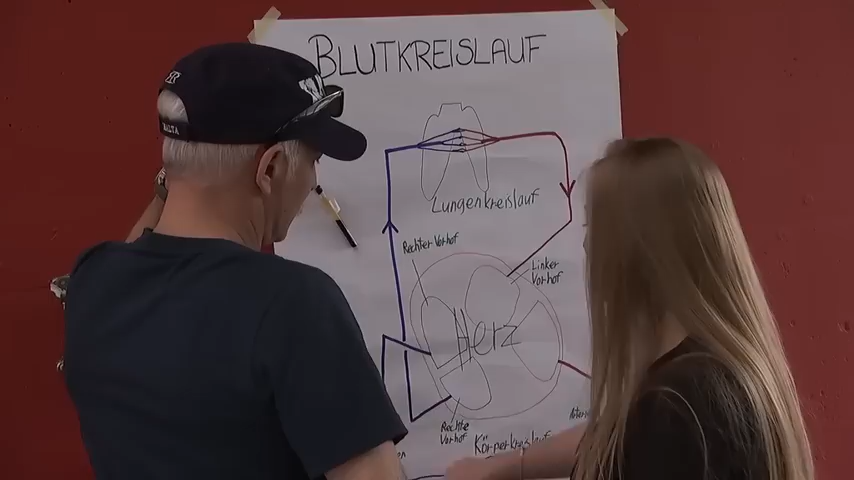 BLUTKREISLAUF
Lungenkreislauf
Rechter Vorhof
Linker
Vorhof
Herz
Rechte
Vorhof
Körperkreislauf